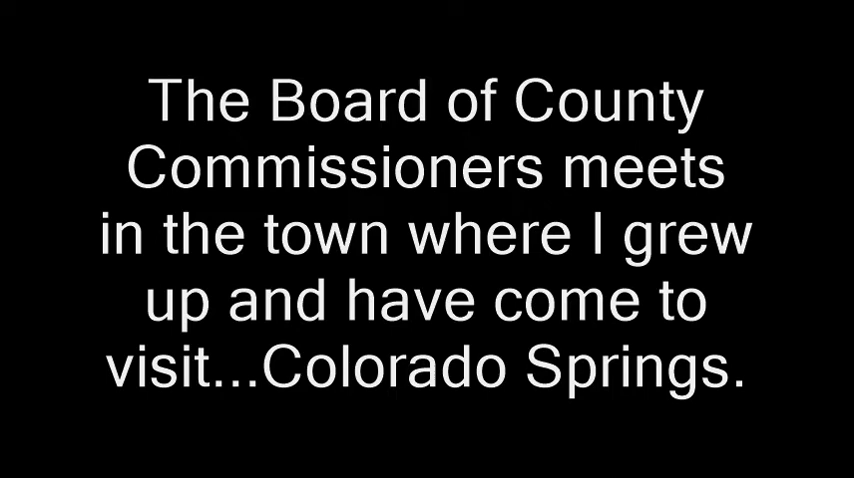 The Board of County
Commissioners meets
in the town where I grew
up and have come to
visit...Colorado Springs.